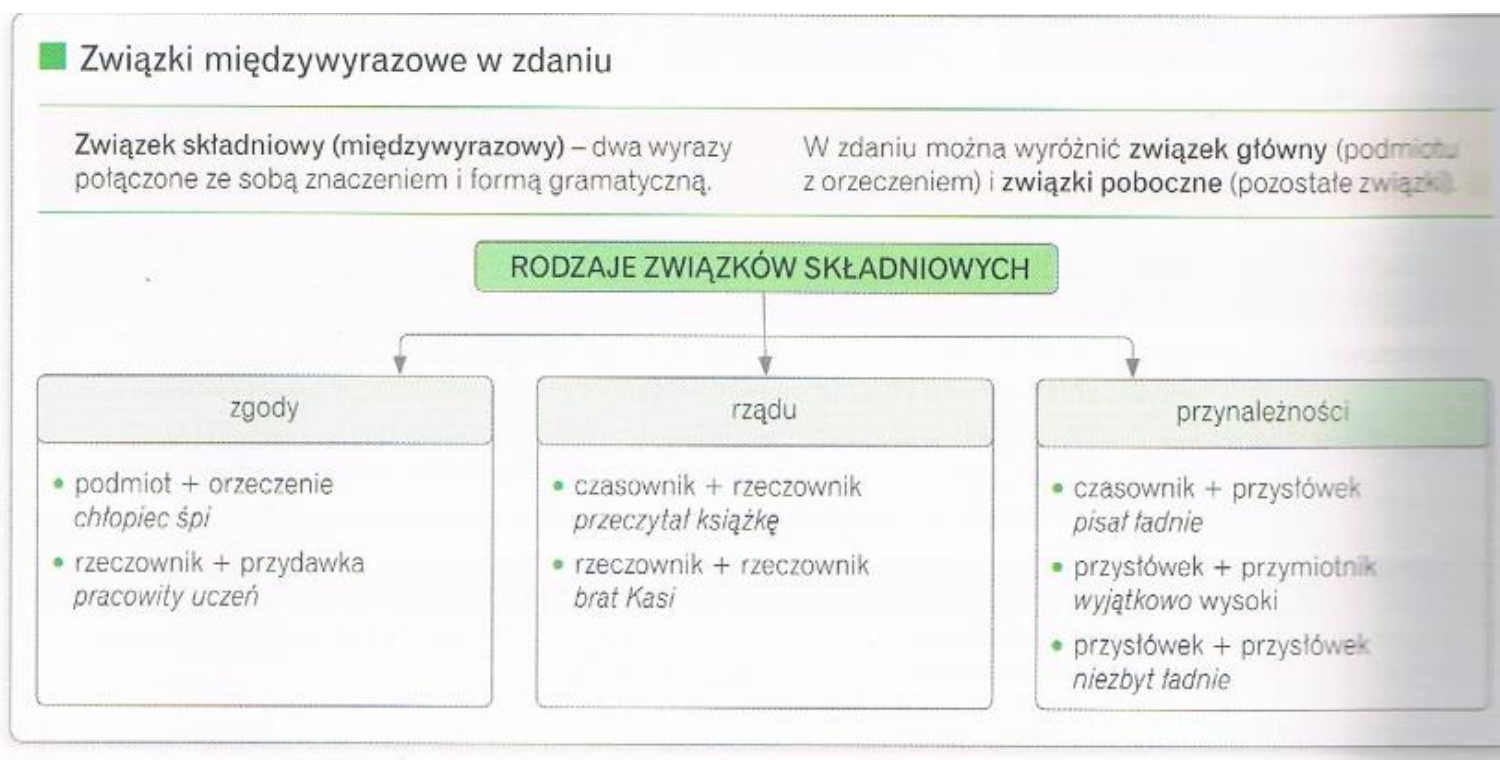 Związki międzywyrazowe w zdaniu
Związek składniowy (międzywyrazowy) – dwa wyrazy
połączone ze sobą znaczeniem i formą gramatyczną.
W zdaniu można wyróżnić związek główny (podmiotu
z orzeczeniem) i związki poboczne (pozostałe związki).
RODZAJE ZWIĄZKÓW SKŁADNIOWYCH
zgody
• podmiot + orzeczenie
chłopiec śpi
• rzeczownik + przydawka
pracowity uczeń
rządu
• czasownik + rzeczownik
przeczytał książkę
• rzeczownik + rzeczownik
brat Kasi
przynależności
• czasownik + przysłówek
pisał ładnie
• przysłówek + przymiotnik
wyjątkowo wysoki
• przysłówek + przysłówek
niezbyt ładnie